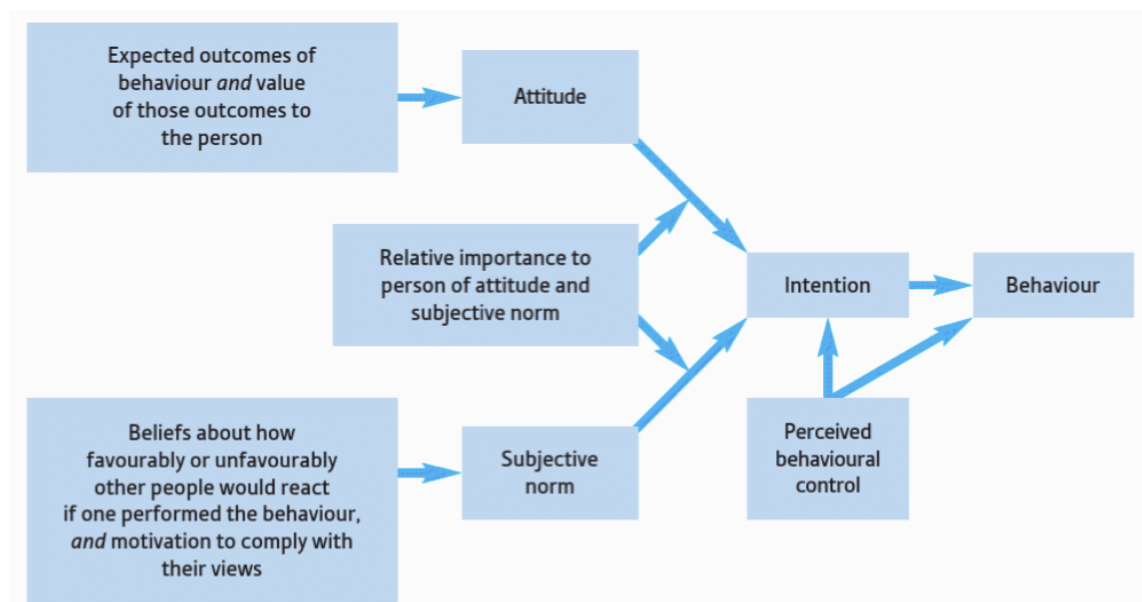 Expected outcomes of
behaviour and value
of those outcomes to
the person
Attitude
Relative importance to
person of attitude and
subjective norm
Intention
Behaviour
Beliefs about how
favourably or unfavourably
other people would react
if one performed the behaviour,
and motivation to comply with
their views
Subjective
norm
Perceived
behavioural
control